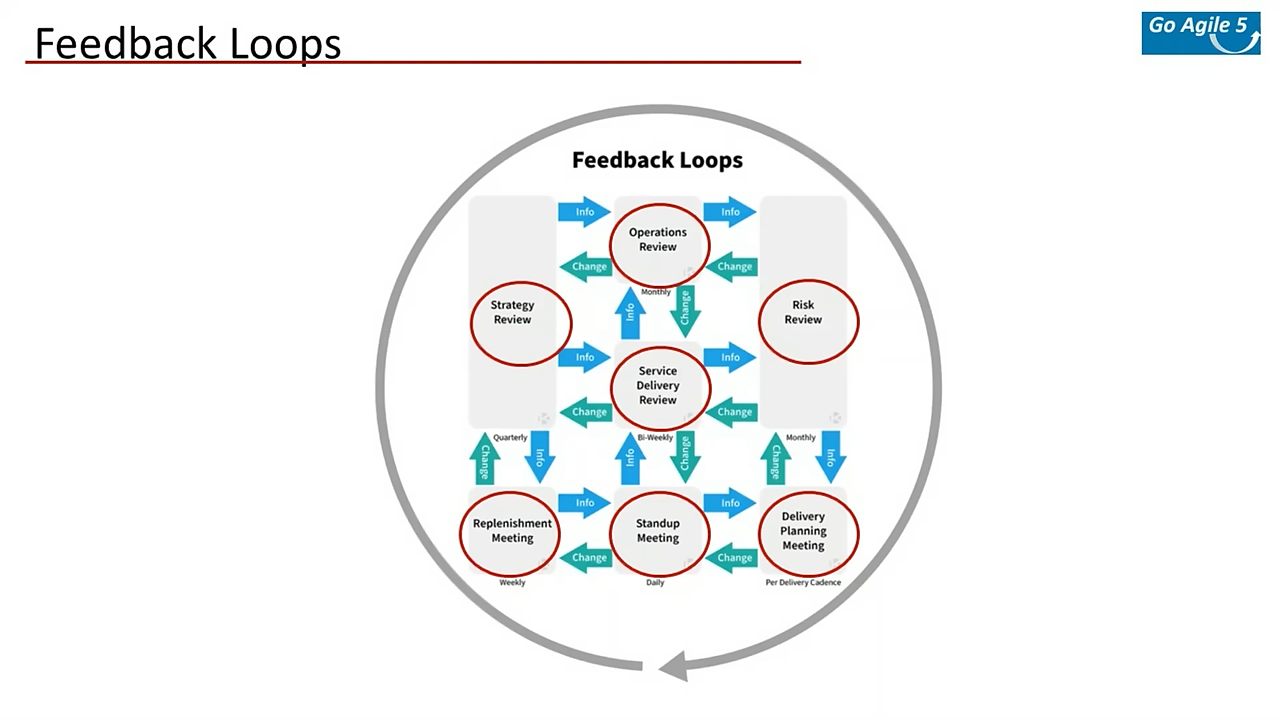 Feedback Loops
Go Agile 5
Feedback Loops
Info
Info
Operations
Review
Change
Change
Monthly
Strategy
Review
Risk
Review
Info
Change
Info
Info
Service
Delivery
Review
Change
Change
Quarterly
Bi-Weekly
Monthly
Change
Info
Info
Change
Change
Info
Info
Info
Replenishment
Meeting
Standup
Meeting
Delivery
Planning
Meeting
Change
Change
Weekly
Daily
Per Delivery Cadence